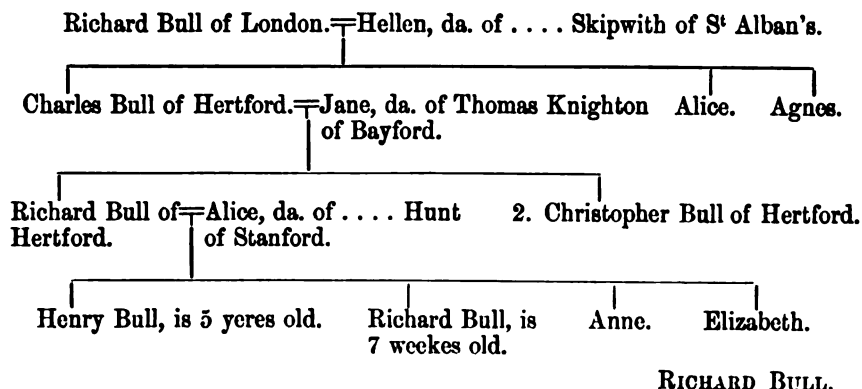 Richard Bull of London.=Hellen, da. of . . . . Skipwith of St Alban's.
Charles Bull of Hertford.=Jane, da. of Thomas Knighton of Bayford. Alice. Agnes.
Richard Bull of Hertford.=Alice, da. of . . . . Hunt of Stanford. 2. Christopher Bull of Hertford.
Henry Bull, is 5 yeres old. Richard Bull, is 7 weekes old. Anne. Elizabeth.
RICHARD BULL.